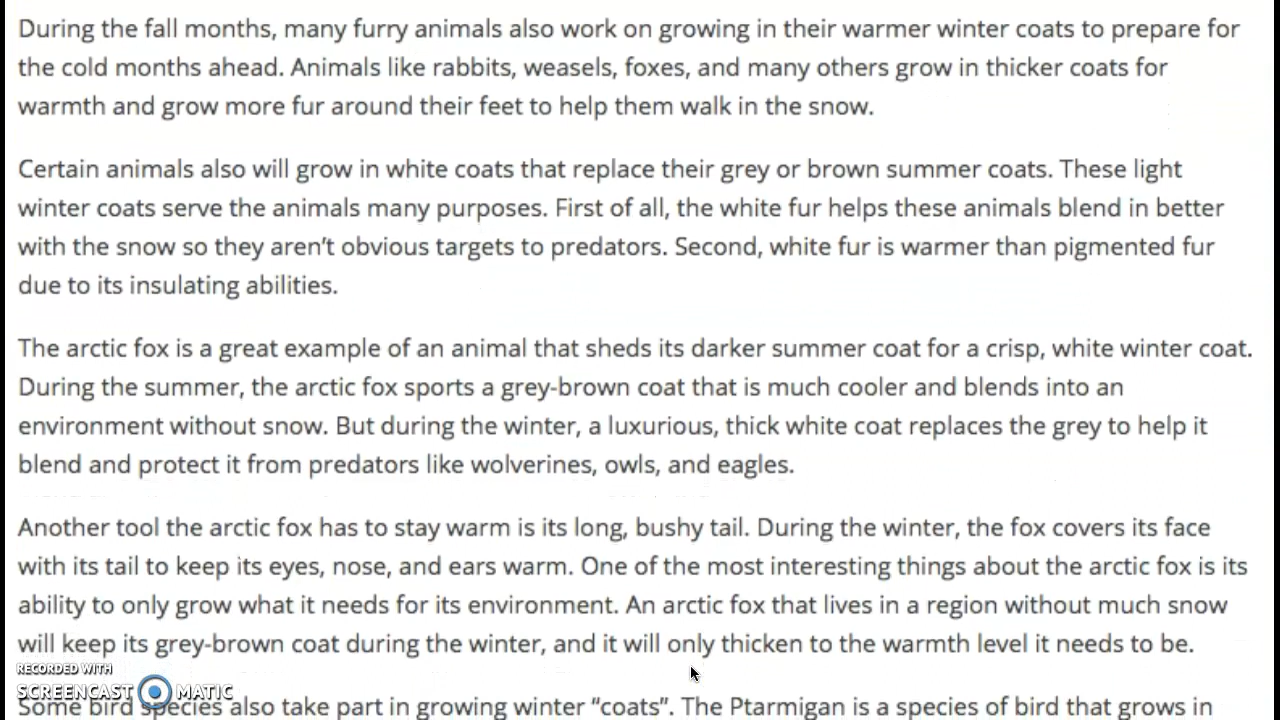 During the fall months, many furry animals also work on growing in their warmer winter coats to prepare for
the cold months ahead. Animals like rabbits, weasels, foxes, and many others grow in thicker coats for
warmth and grow more fur around their feet to help them walk in the snow.
Certain animals also will grow in white coats that replace their grey or brown summer coats. These light
winter coats serve the animals many purposes. First of all, the white fur helps these animals blend in better
with the snow so they aren’t obvious targets to predators. Second, white fur is warmer than pigmented fur
due to its insulating abilities.
The arctic fox is a great example of an animal that sheds its darker summer coat for a crisp, white winter coat.
During the summer, the arctic fox sports a grey-brown coat that is much cooler and blends into an
environment without snow. But during the winter, a luxurious, thick white coat replaces the grey to help it
blend and protect it from predators like wolverines, owls, and eagles.
Another tool the arctic fox has to stay warm is its long, bushy tail. During the winter, the fox covers its face
with its tail to keep its eyes, nose, and ears warm. One of the most interesting things about the arctic fox is its
ability to only grow what it needs for its environment. An arctic fox that lives in a region without much snow
will keep its grey-brown coat during the winter, and it will only thicken to the warmth level it needs to be.
RECORDED WITH
SCREENCAST MATIC
Some bird species also take part in growing winter “coats”. The Ptarmigan is a species of bird that grows in